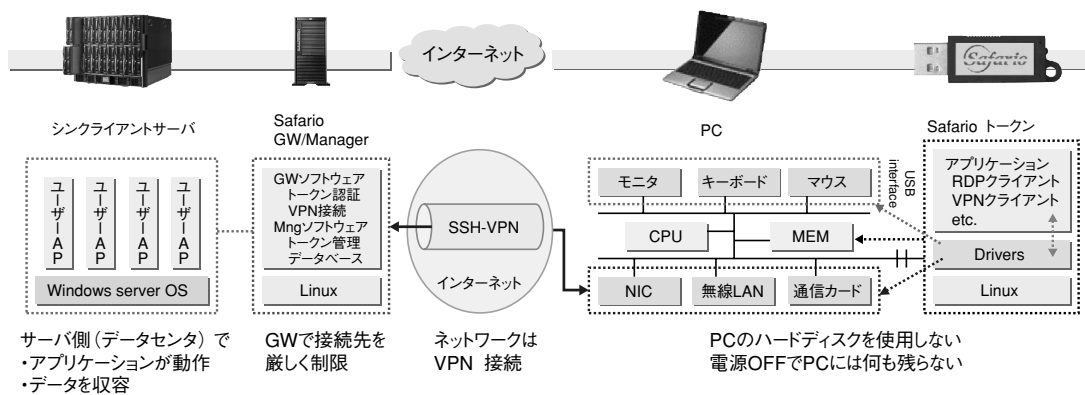 インターネット
Safario
シンクライアントサーバ
Safario
GW/Manager
PC
Safario トークン
ユーザーAP
ユーザーAP
ユーザーAP
ユーザーAP
Windows server OS
GWソフトウェア
トークン認証
VPN接続
Mngソフトウェア
トークン管理
データベース
Linux
SSH-VPN
インターネット
モニタ
キーボード
マウス
CPU
MEM
NIC
無線LAN
通信カード
USB
interface
アプリケーション
RDPクライアント
VPNクライアント
etc.
Drivers
Linux
サーバ側（データセンタ）で
・アプリケーションが動作
・データを収容
GWで接続先を
厳しく制限
ネットワークは
VPN 接続
PCのハードディスクを使用しない
電源OFFでPCには何も残らない